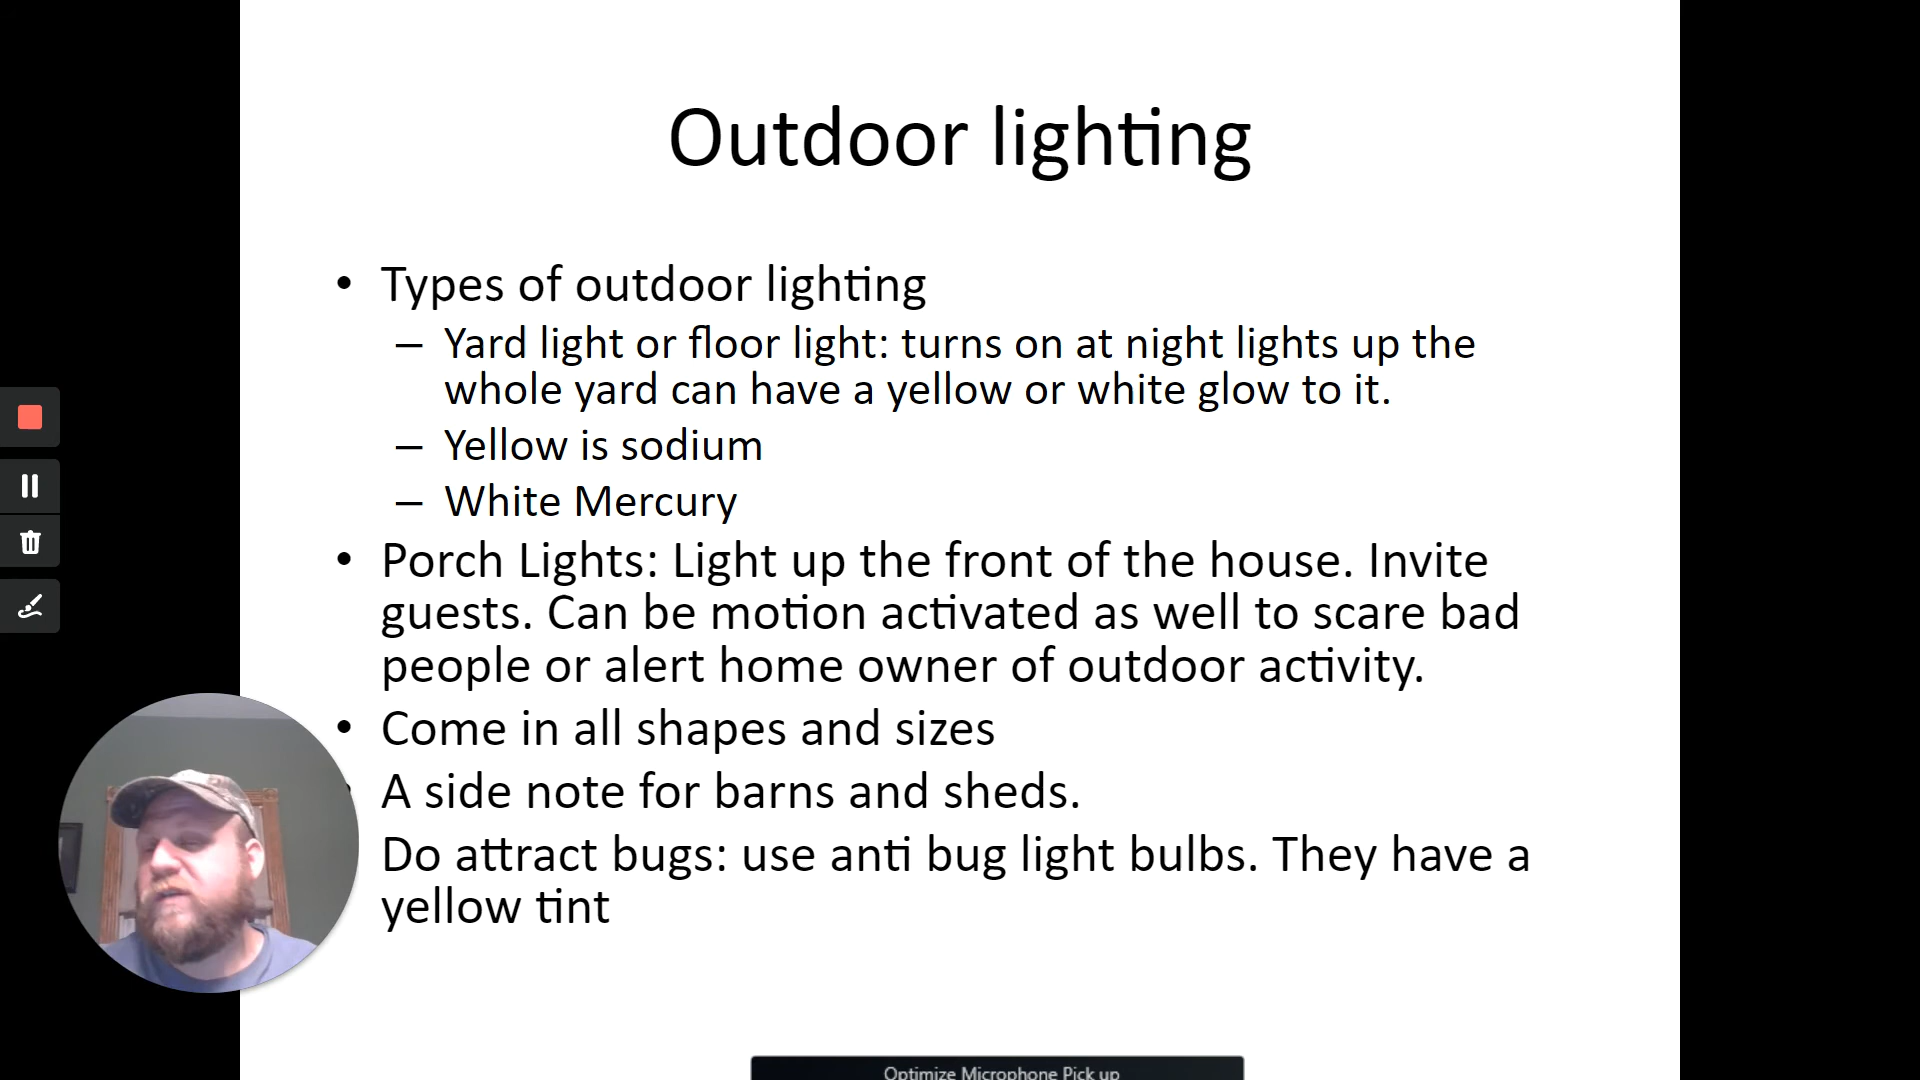 Outdoor lighting
• Types of outdoor lighting
– Yard light or floor light: turns on at night lights up the
whole yard can have a yellow or white glow to it.
– Yellow is sodium
– White Mercury
• Porch Lights: Light up the front of the house. Invite
guests. Can be motion activated as well to scare bad
people or alert home owner of outdoor activity.
• Come in all shapes and sizes
• A side note for barns and sheds.
Do attract bugs: use anti bug light bulbs. They have a
yellow tint
Optimize Microphone Pick up